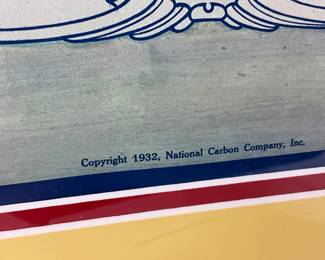 Copyright 1932, National Carbon Company, Inc.